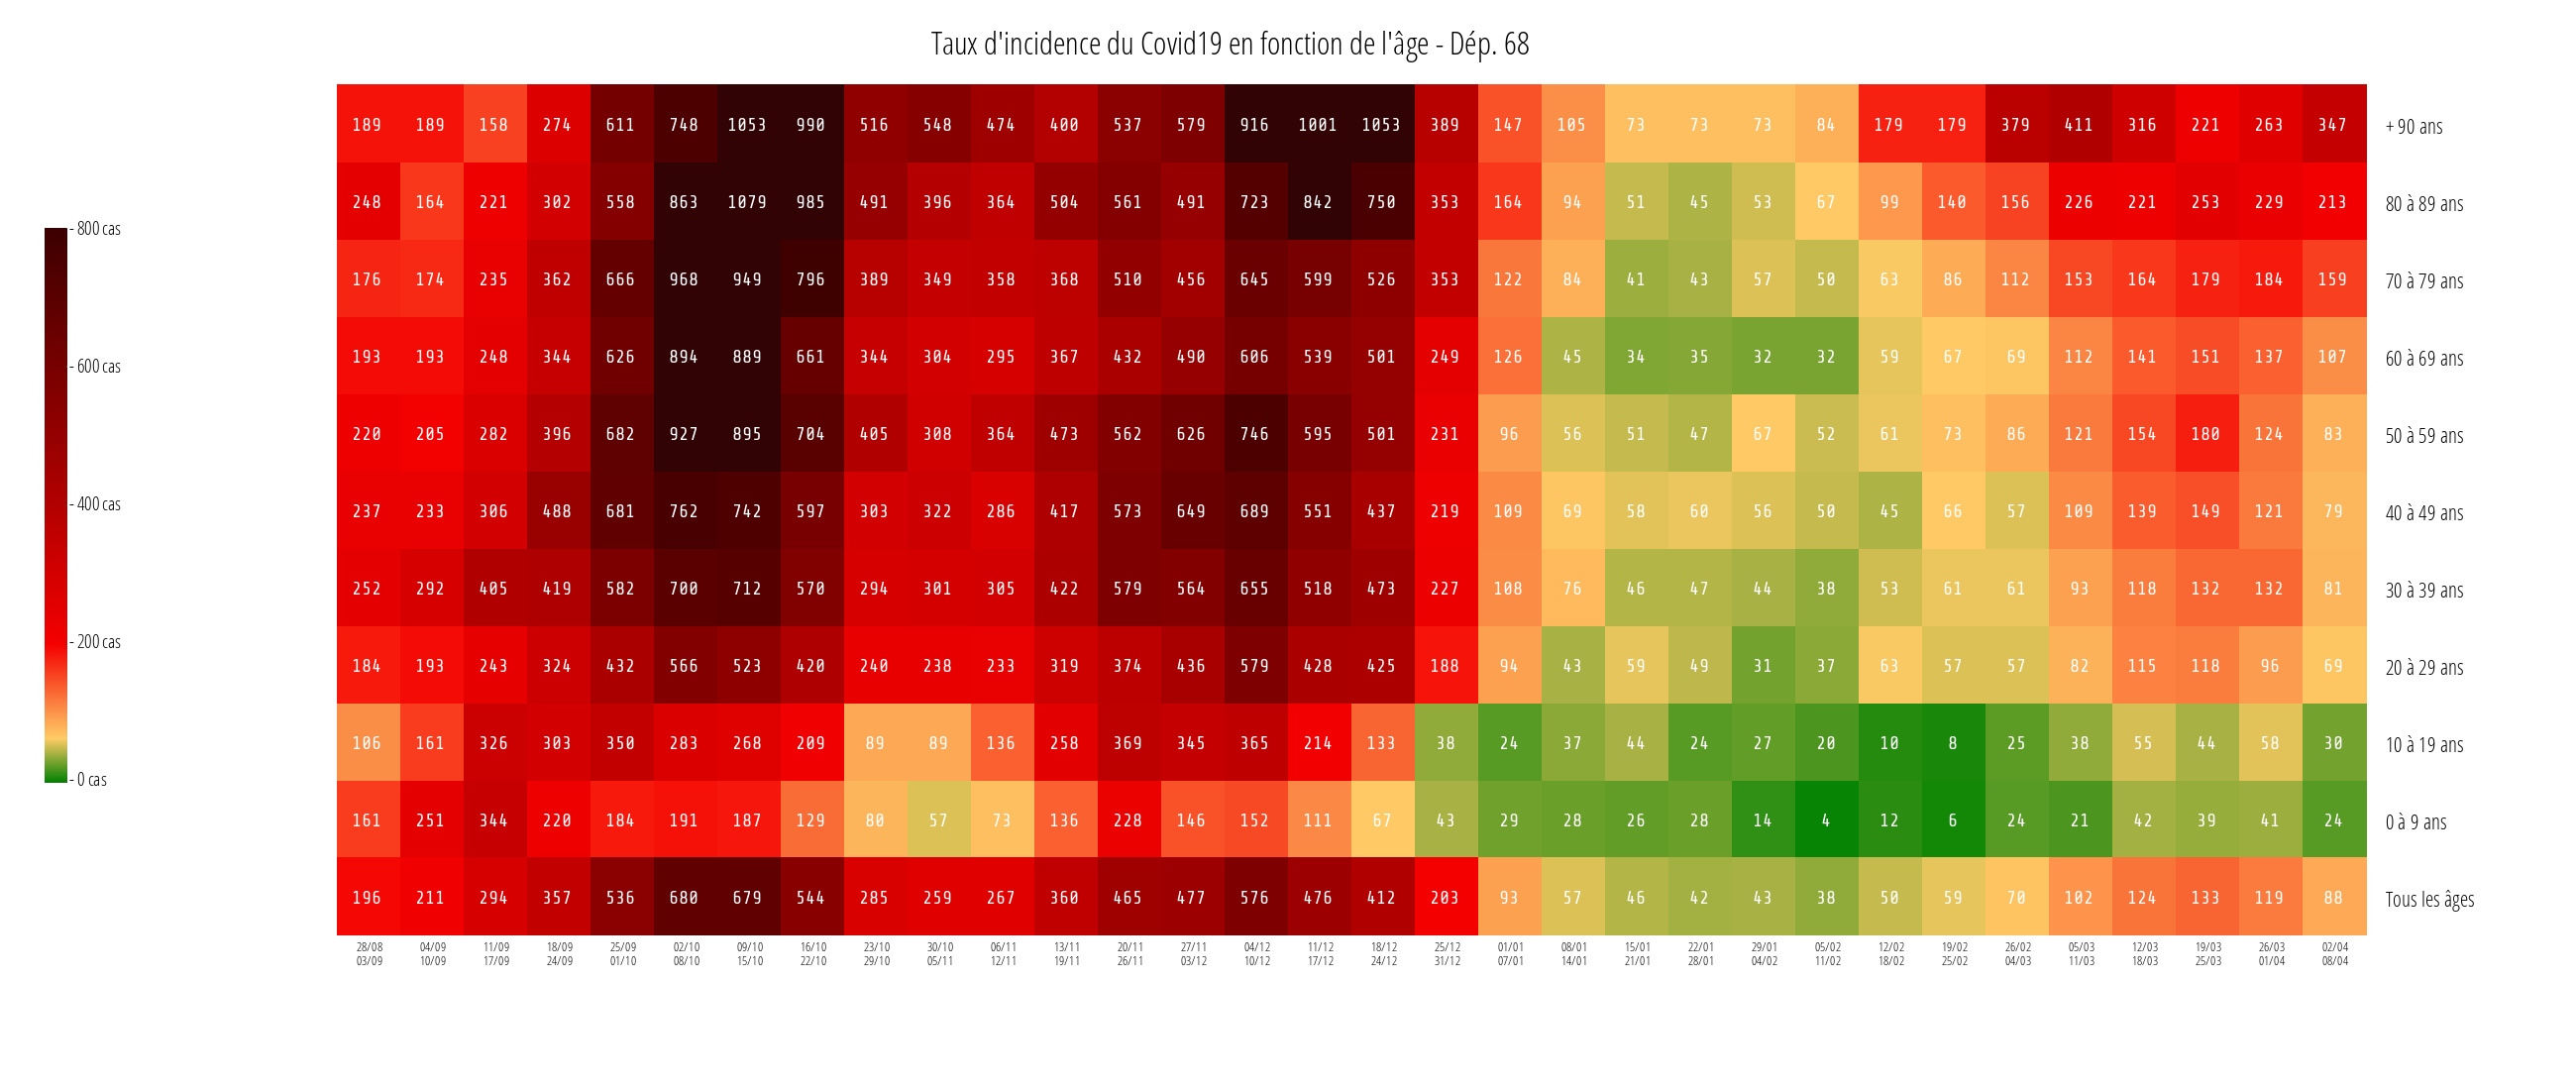 Taux d'incidence du Covid19 en fonction de l'âge - Dép. 68
- 800 cas
- 600 cas
- 400 cas
- 200 cas
- 0 cas
189 189 158 274 611 748 1053 990 516 548 474 400 537 579 916 1001 1053 389 147 105 73 73 73 84 179 179 379 411 316 221 263 347 + 90 ans
248 164 221 302 558 863 1079 985 491 396 364 504 561 491 723 842 750 353 164 94 51 45 53 67 99 140 156 226 221 253 229 213 80 à 89 ans
176 174 235 362 666 968 949 796 389 349 358 368 510 456 645 599 526 353 122 84 41 43 57 50 63 86 112 153 164 179 184 159 70 à 79 ans
193 193 248 344 626 894 889 661 344 304 295 367 432 490 606 539 501 249 126 45 34 35 32 32 59 67 69 112 141 151 137 107 60 à 69 ans
220 205 282 396 682 927 895 704 405 308 364 473 562 626 746 595 501 231 96 56 51 47 67 52 61 73 86 121 154 180 124 83 50 à 59 ans
237 233 306 488 681 762 742 597 303 322 286 417 573 649 689 551 437 219 109 69 58 60 56 50 45 66 57 109 139 149 121 79 40 à 49 ans
252 292 405 419 582 700 712 570 294 301 305 422 579 564 655 518 473 227 108 76 46 47 44 38 53 61 61 93 118 132 132 81 30 à 39 ans
184 193 243 324 432 566 523 420 240 238 233 319 374 436 579 428 425 188 94 43 59 49 31 37 63 57 57 82 115 118 96 69 20 à 29 ans
106 161 326 303 350 283 268 209 89 89 136 258 369 345 365 214 133 38 24 37 44 24 27 20 10 8 25 38 55 44 58 30 10 à 19 ans
161 251 344 220 184 191 187 129 80 57 73 136 228 146 152 111 67 43 29 28 26 28 14 4 12 6 24 21 42 39 41 24 0 à 9 ans
196 211 294 357 536 680 679 544 285 259 267 360 465 477 576 476 412 203 93 57 46 42 43 38 50 59 70 102 124 133 119 88 Tous les âges
28/08 04/09 11/09 18/09 25/09 02/10 09/10 16/10 23/10 30/10 06/11 13/11 20/11 27/11 04/12 11/12 18/12 25/12 01/01 08/01 15/01 22/01 29/01 05/02 12/02 19/02 26/02 05/03 12/03 19/03 26/03 02/04
03/09 10/09 17/09 24/09 01/10 08/10 15/10 22/10 29/10 05/11 12/11 19/11 26/11 03/12 10/12 17/12 24/12 31/12 07/01 14/01 21/01 28/01 04/02 11/02 18/02 25/02 04/03 11/03 18/03 25/03 01/04 08/04